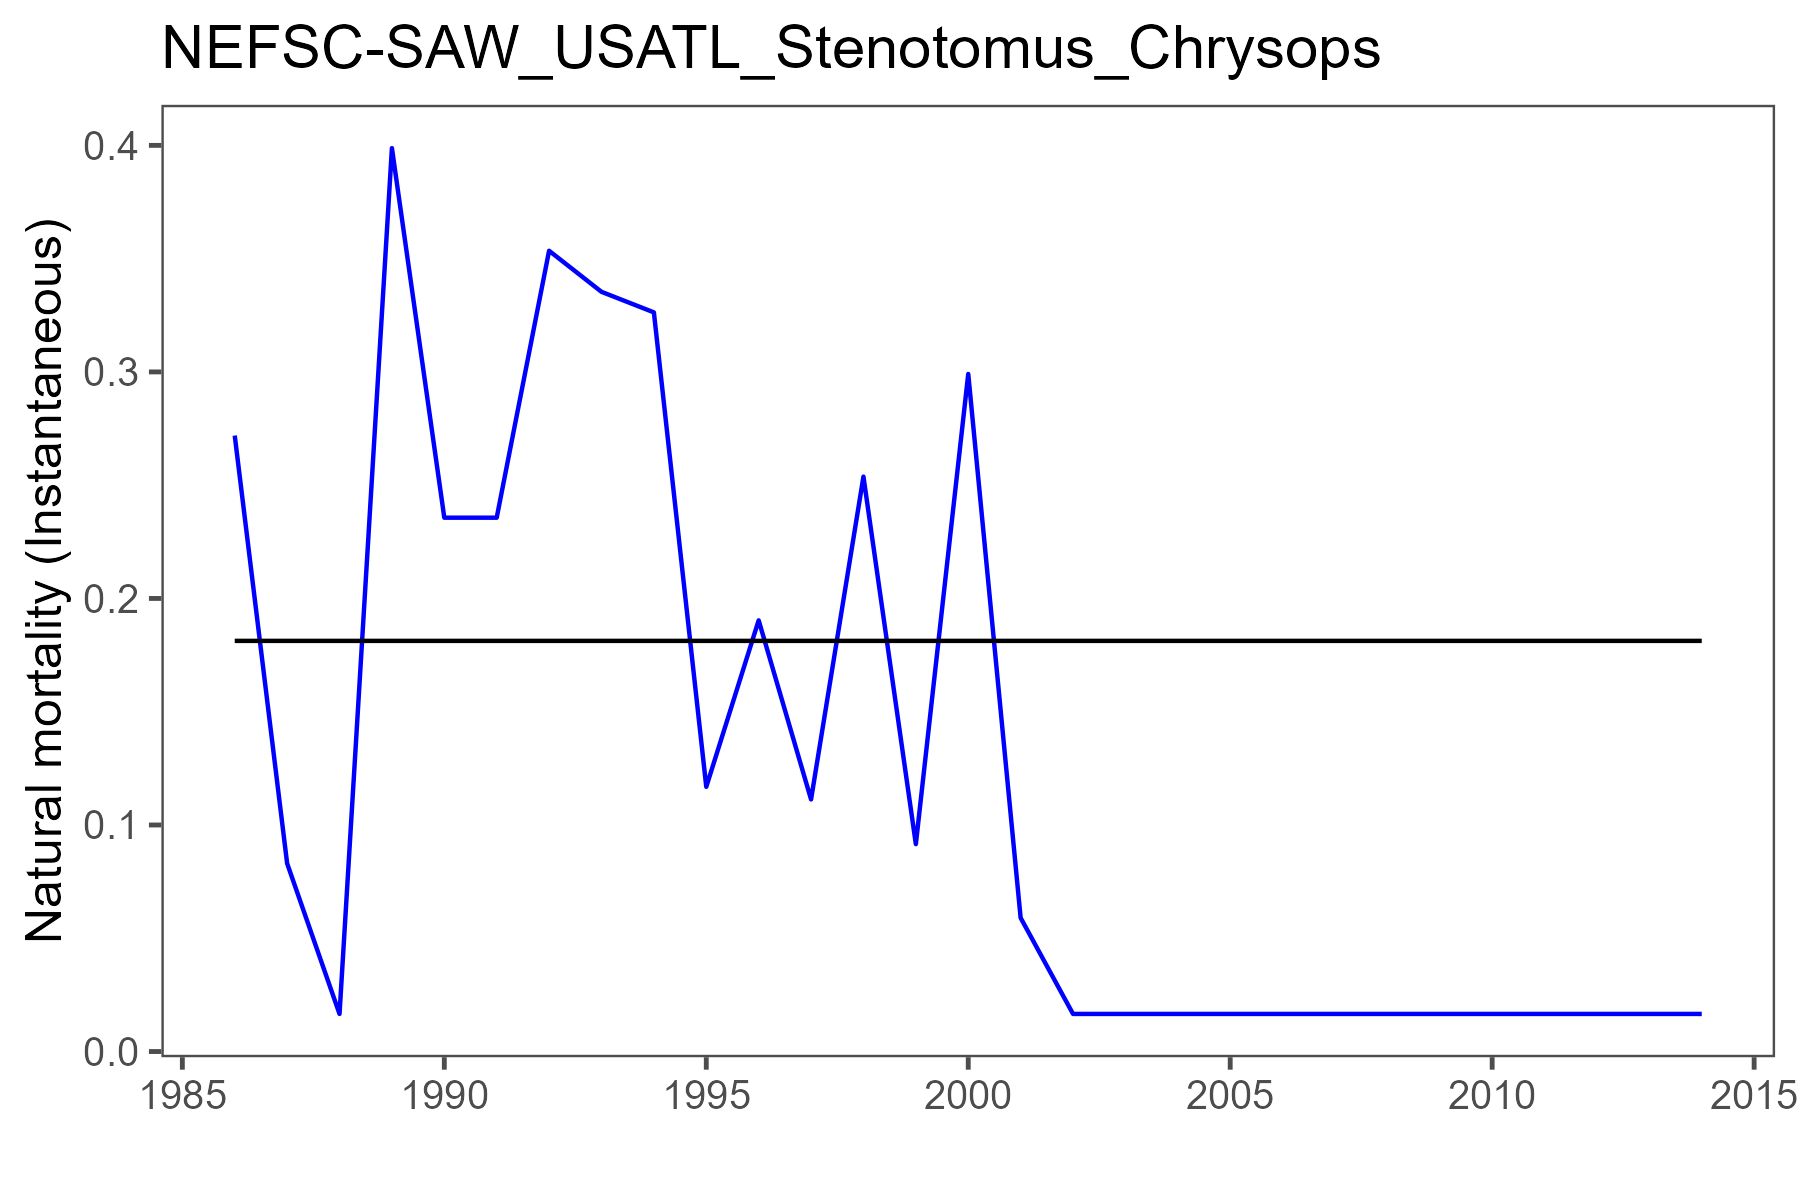 NEFSC-SAW_USATL_Stenotomus_Chrysops
Natural mortality (Instantaneous)
0.4
0.3
0.2
0.1
0.0
1985 1990 1995 2000 2005 2010 2015